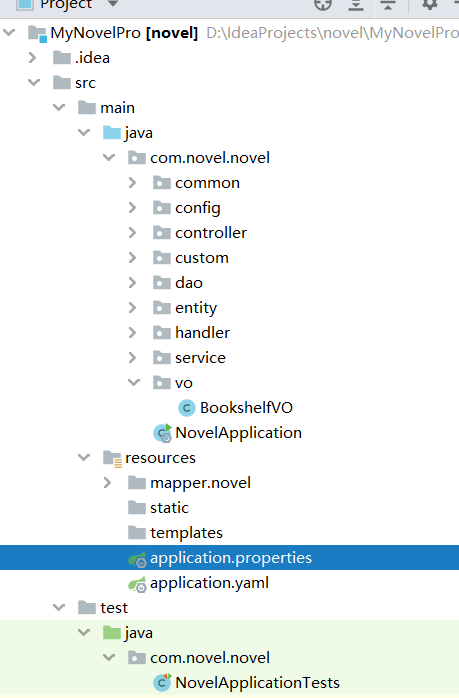 Project
MyNovelPro [novel] D:\IdeaProjects\novel\MyNovelPro
.idea
src
main
java
com.novel.novel
common
config
controller
custom
dao
entity
handler
service
vo
BookshelfVO
NovelApplication
resources
mapper.novel
static
templates
application.properties
application.yaml
test
java
com.novel.novel
NovelApplicationTests